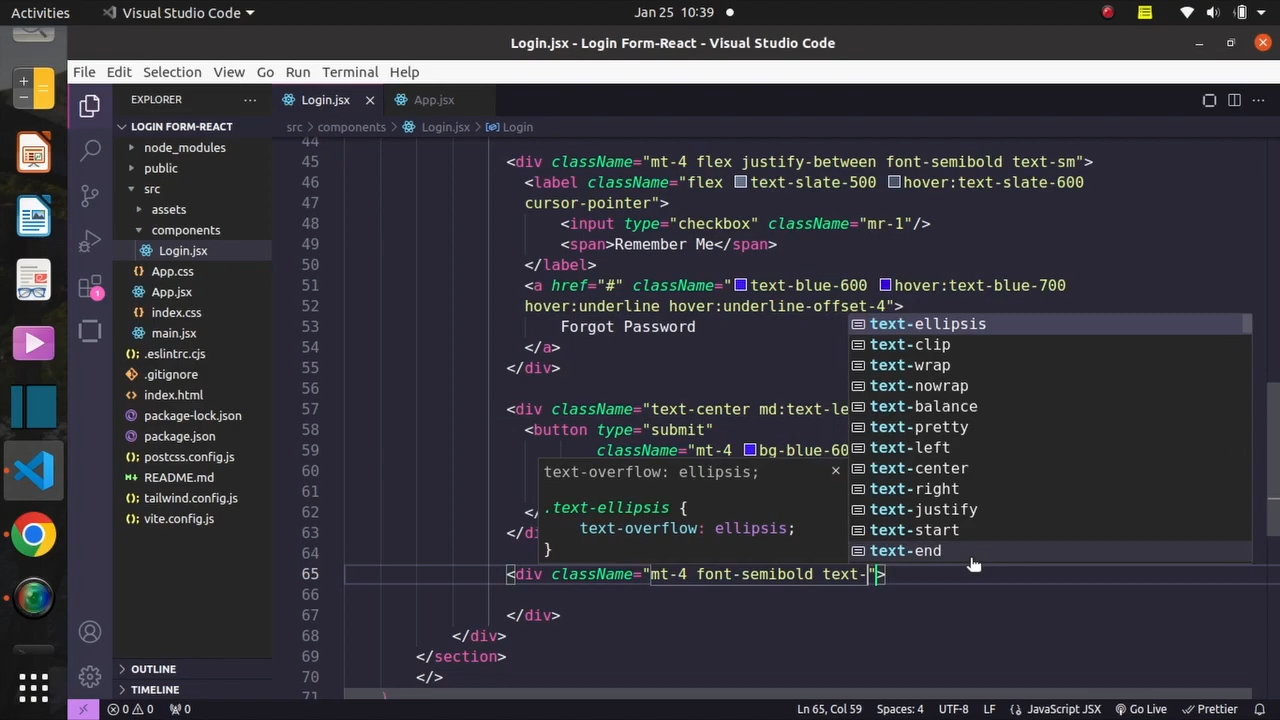 Activities Visual Studio Code Jan 25 10:39
Login.jsx - Login Form-React - Visual Studio Code
File Edit Selection View Go Run Terminal Help
EXPLORER
LOGIN FORM-REACT
node_modules
public
src
assets
components
Login.jsx
App.css
App.jsx
index.css
main.jsx
.eslintrc.cjs
.gitignore
index.html
package-lock.json
package.json
postcss.config.js
README.md
tailwind.config.js
vite.config.js
OUTLINE
TIMELINE
1
Login.jsx App.jsx
src components Login.jsx Login
44
45 <div className="mt-4 flex justify-between font-semibold text-sm">
46 <label className="flex text-slate-500 hover:text-slate-600
47 cursor-pointer">
48 <input type="checkbox" className="mr-1"/>
49 <span>Remember Me</span>
50 </label>
51 <a href="#" className="text-blue-600 hover:text-blue-700
52 hover:underline hover:underline-offset-4">
53 Forgot Password
54 </a>
55 </div>
56
57 <div className="text-center md:text-le
58 <button type="submit"
59 className="mt-4 bg-blue-60
60
61
62 </
63 </di
64
65 <div className="mt-4 font-semibold text-">
66
67 </div>
68 </div>
69 </section>
70 </>
71 )
text-ellipsis
text-clip
text-wrap
text-nowrap
text-balance
text-pretty
text-left
text-center
text-right
text-justify
text-start
text-end
text-overflow: ellipsis;
.text-ellipsis {
text-overflow: ellipsis;
}
0 0 0 Ln 65, Col 59 Spaces: 4 UTF-8 LF JavaScript JSX Go Live Prettier